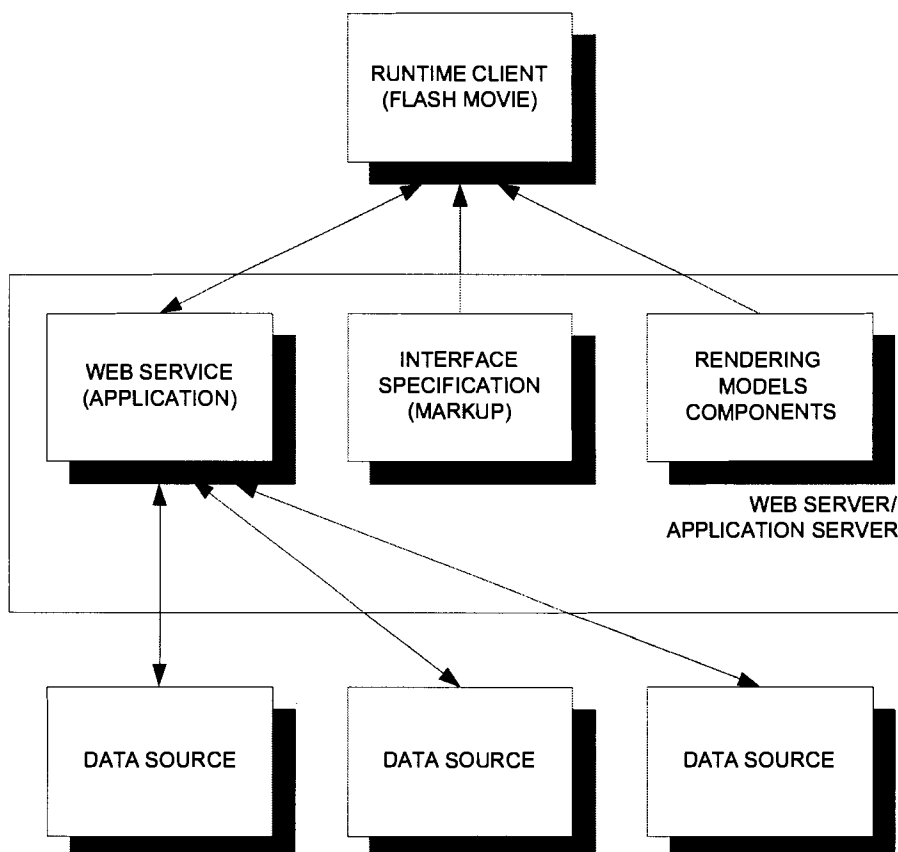 RUNTIME CLIENT
(FLASH MOVIE)
WEB SERVICE
(APPLICATION)
INTERFACE
SPECIFICATION
(MARKUP)
RENDERING
MODELS
COMPONENTS
WEB SERVER/
APPLICATION SERVER
DATA SOURCE
DATA SOURCE
DATA SOURCE